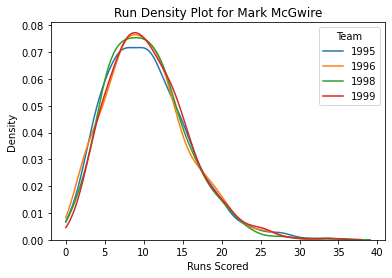 Run Density Plot for Mark McGwire
Team
1995
1996
1998
1999
Density
0.08
0.07
0.06
0.05
0.04
0.03
0.02
0.01
0.00
0 5 10 15 20 25 30 35 40
Runs Scored